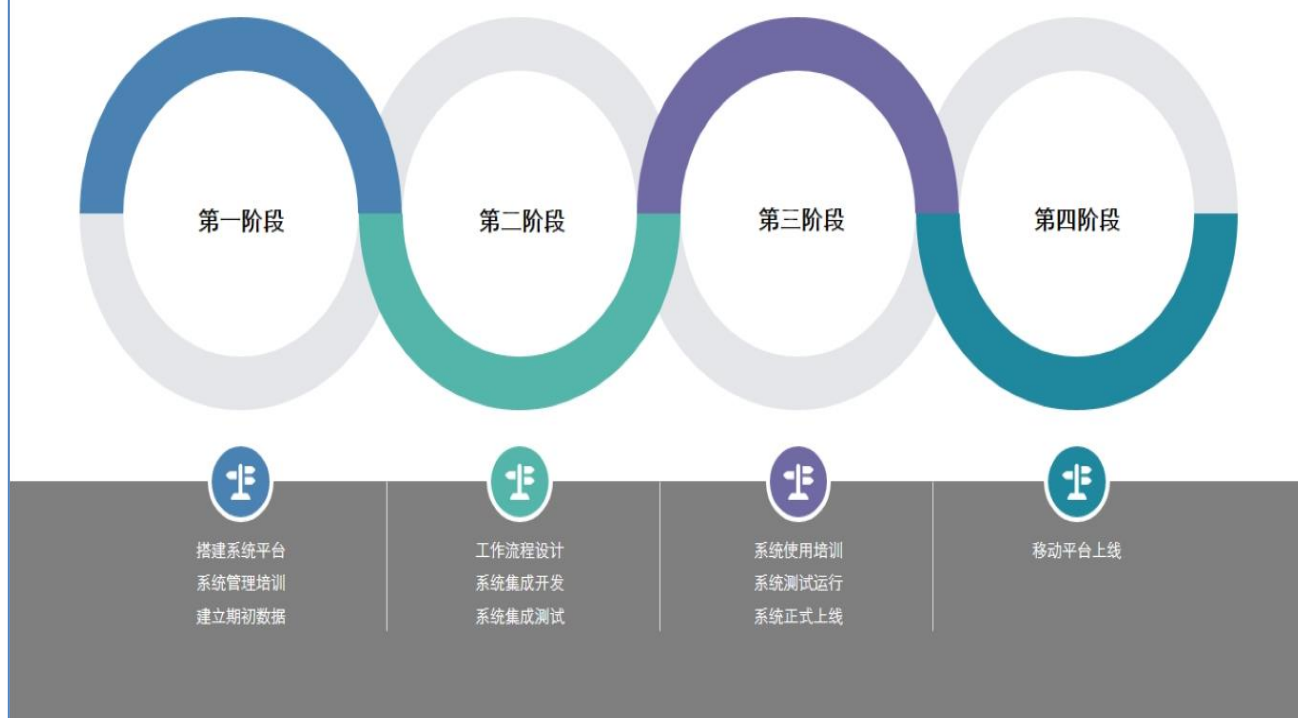 第一阶段
第二阶段
第三阶段
第四阶段
搭建系统平台
系统管理培训
建立期初数据
工作流程设计
系统集成开发
系统集成测试
系统使用培训
系统测试运行
系统正式上线
移动平台上线